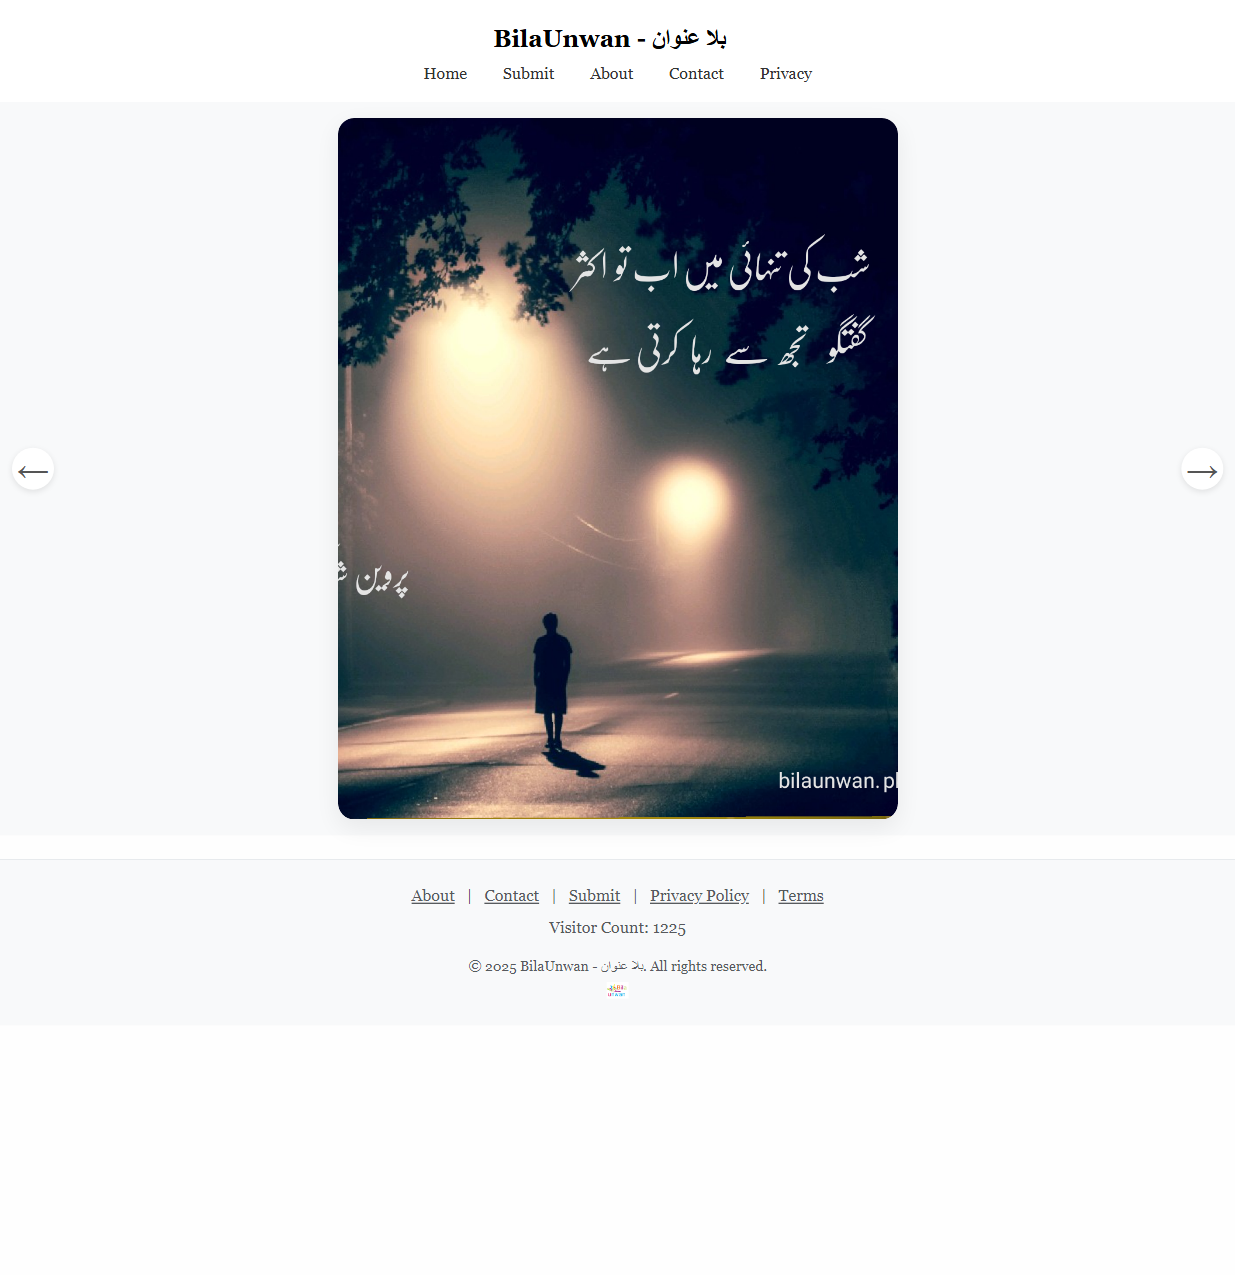 BilaUnwan - بلا عنوان
Home Submit About Contact Privacy
شب کی تنہائی میں اب تو اکثر
گفتگو تجھ سے رہا کرتی ہے
پروین
bilaunwan.p
About | Contact | Submit | Privacy Policy | Terms
Visitor Count: 1225
© 2025 BilaUnwan - بلا عنوان. All rights reserved.